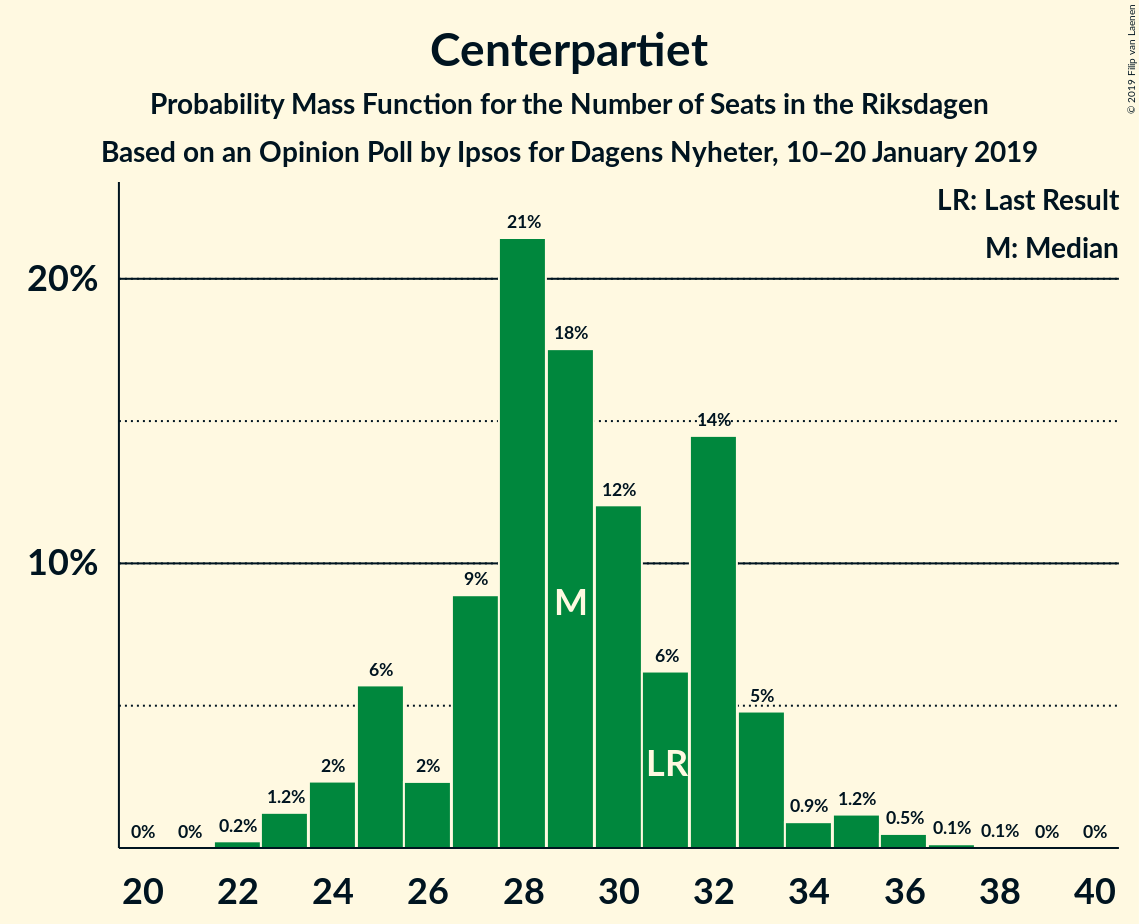 © 2019 Filip van Laenen
Centerpartiet
Probability Mass Function for the Number of Seats in the Riksdagen
Based on an Opinion Poll by Ipsos for Dagens Nyheter, 10–20 January 2019
LR: Last Result
M: Median
20%
10%
0%
0%
0.2%
1.2%
2%
6%
2%
9%
21%
18%
12%
6%
14%
5%
0.9%
1.2%
0.5%
0.1%
0.1%
0%
0%
M
LR
20 22 24 26 28 30 32 34 36 38 40